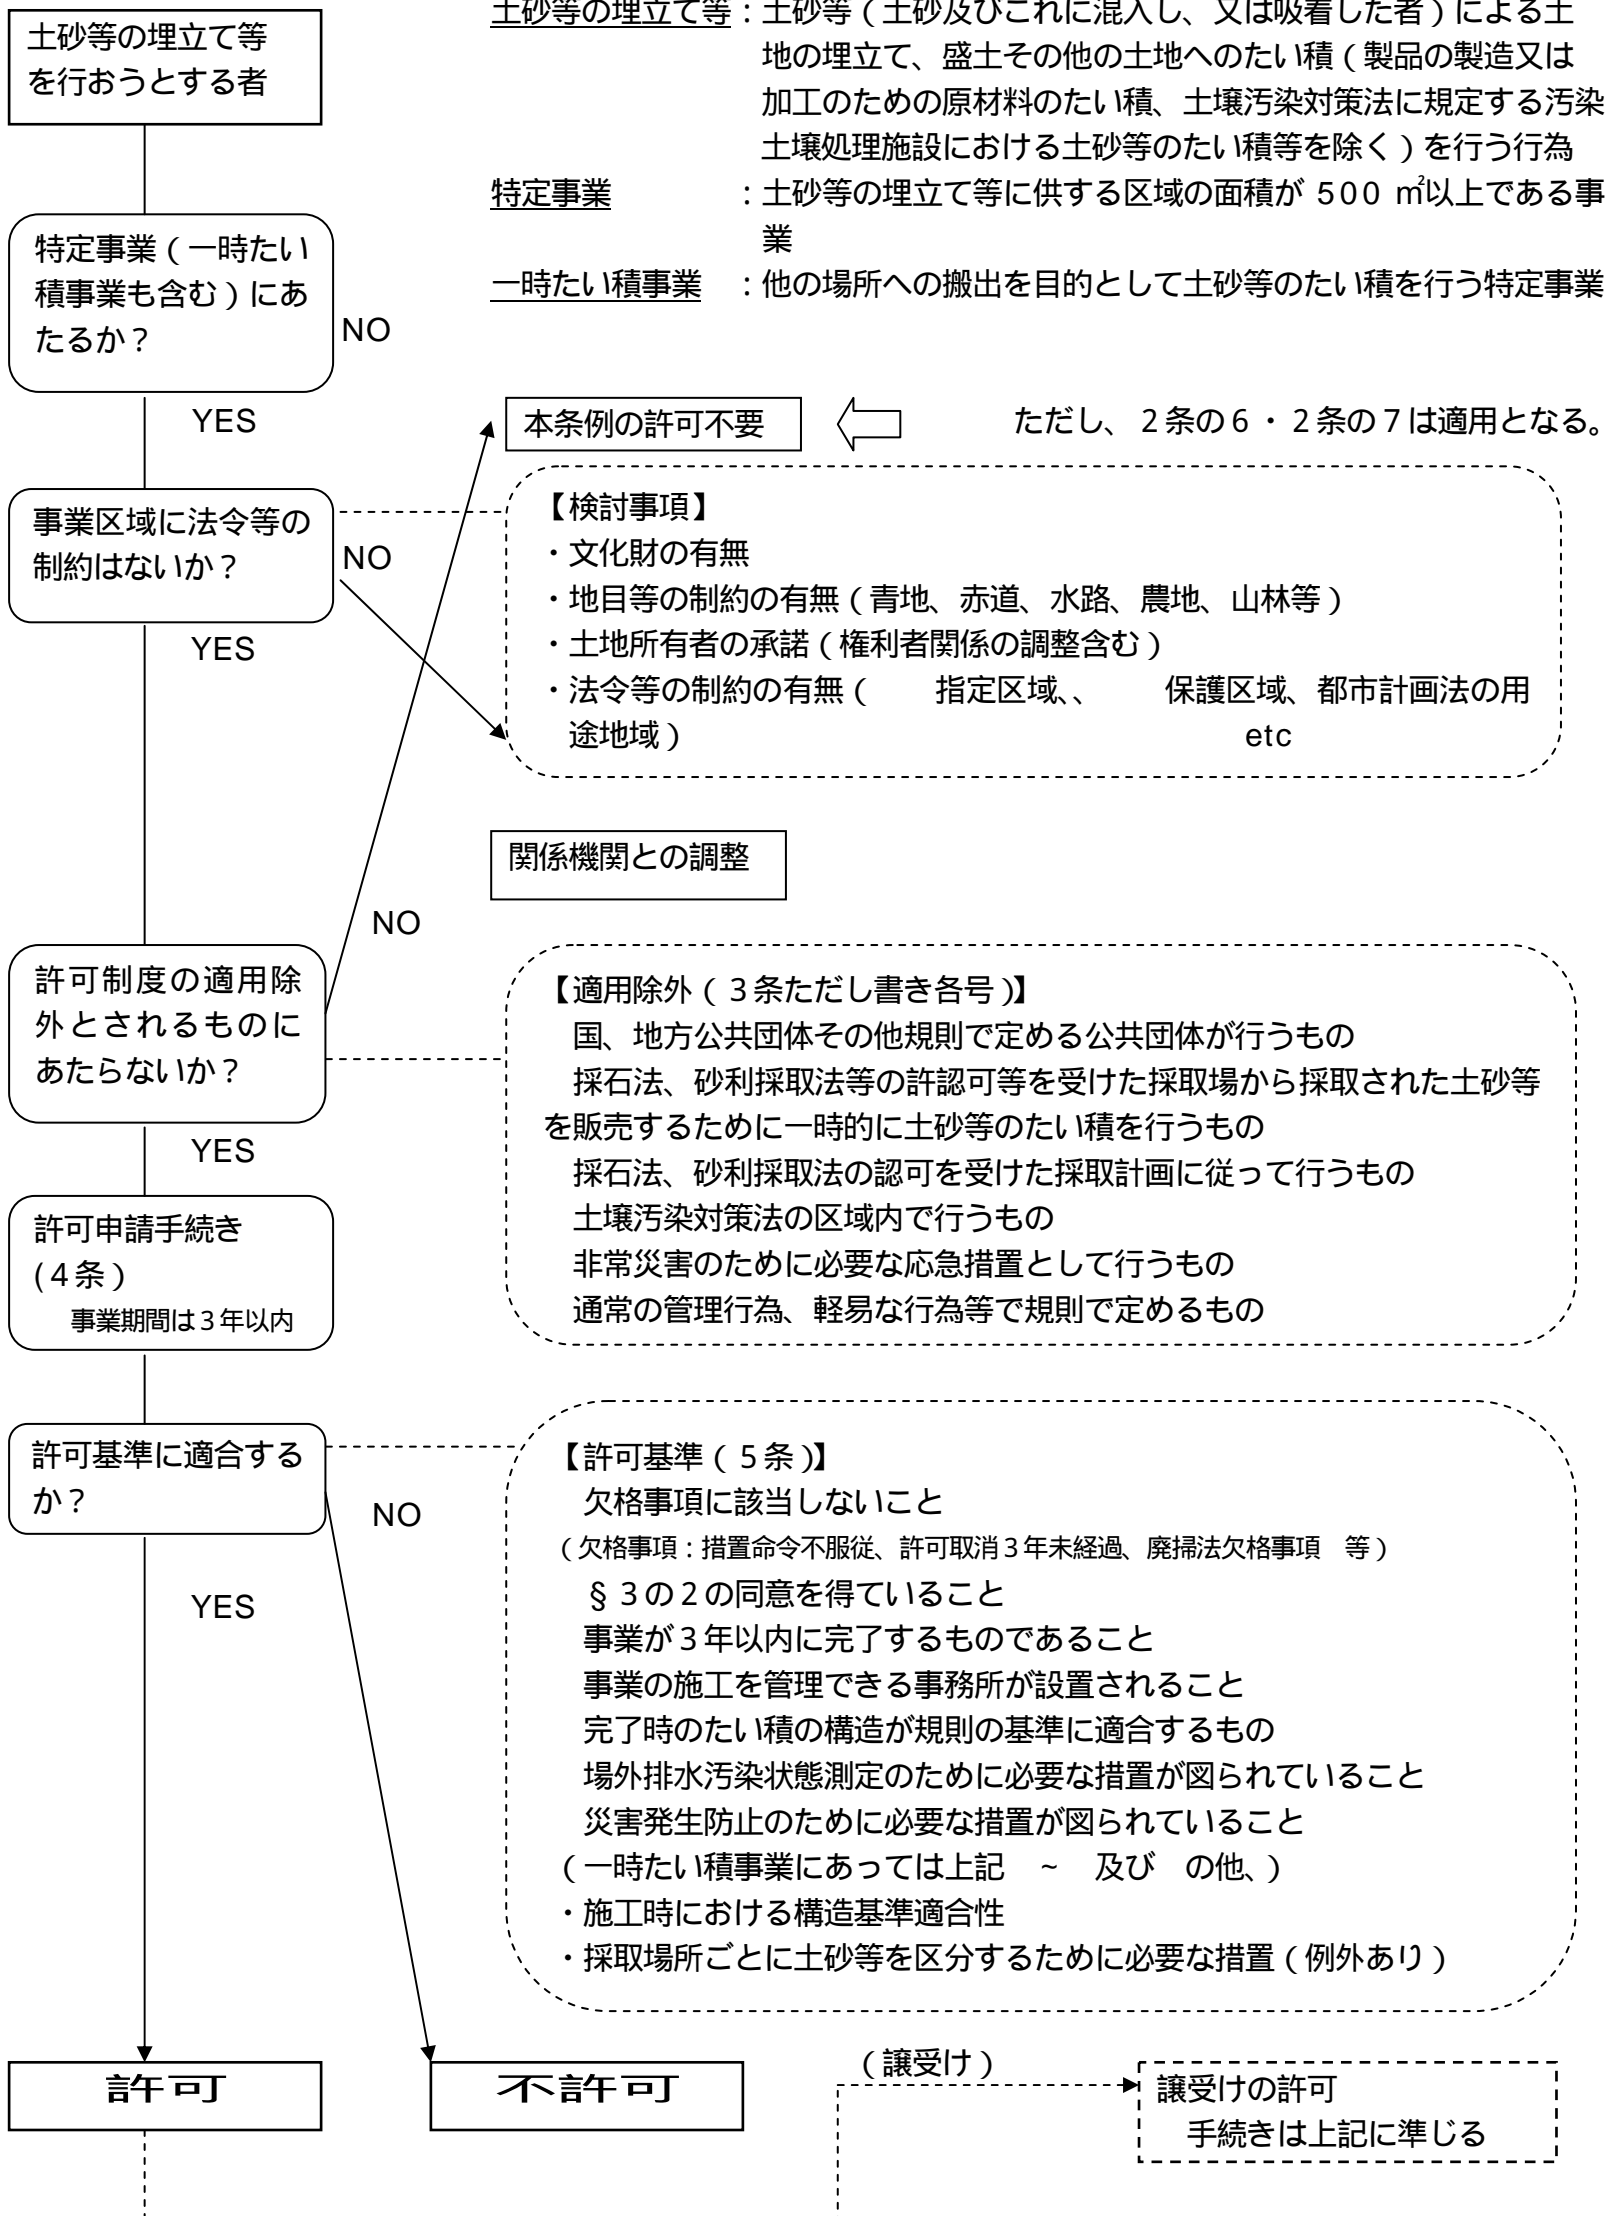 土砂等の埋立て等
を行おうとする者
土砂等の埋立て等：土砂等（土砂及びこれに混入し、又は吸着した者）による土
地の埋立て、盛土その他の土地へのたい積（製品の製造又は
加工のための原材料のたい積、土壌汚染対策法に規定する汚染
土壌処理施設における土砂等のたい積等を除く）を行う行為
特定事業　　　　：土砂等の埋立て等に供する区域の面積が 500 ㎡以上である事
業
一時たい積事業　：他の場所への搬出を目的として土砂等のたい積を行う特定事業
特定事業（一時たい
積事業も含む）にあ
たるか？
NO
YES
本条例の許可不要
ただし、２条の６・２条の７は適用となる。
事業区域に法令等の
制約はないか？
NO
YES
【検討事項】
・文化財の有無
・地目等の制約の有無（青地、赤道、水路、農地、山林等）
・土地所有者の承諾（権利者関係の調整含む）
・法令等の制約の有無（　　指定区域、、　　保護区域、都市計画法の用
途地域）　　　　　　　　　　etc
関係機関との調整
NO
許可制度の適用除
外とされるものに
あたらないか？
YES
【適用除外（３条ただし書き各号）】
国、地方公共団体その他規則で定める公共団体が行うもの
採石法、砂利採取法等の許認可等を受けた採取場から採取された土砂等
を販売するために一時的に土砂等のたい積を行うもの
採石法、砂利採取法の認可を受けた採取計画に従って行うもの
土壌汚染対策法の区域内で行うもの
非常災害のために必要な応急措置として行うもの
通常の管理行為、軽易な行為等で規則で定めるもの
許可申請手続き
(４条）
事業期間は３年以内
許可基準に適合する
か？
NO
YES
【許可基準（５条）】
欠格事項に該当しないこと
（欠格事項：措置命令不服従、許可取消３年未経過、廃掃法欠格事項　等）
§３の２の同意を得ていること
事業が３年以内に完了するものであること
事業の施工を管理できる事務所が設置されること
完了時のたい積の構造が規則の基準に適合するもの
場外排水汚染状態測定のために必要な措置が図られていること
災害発生防止のために必要な措置が図られていること
（一時たい積事業にあっては上記　～　及び　の他、）
・施工時における構造基準適合性
・採取場所ごとに土砂等を区分するために必要な措置（例外あり）
許可
不許可
（譲受け）
譲受けの許可
手続きは上記に準じる